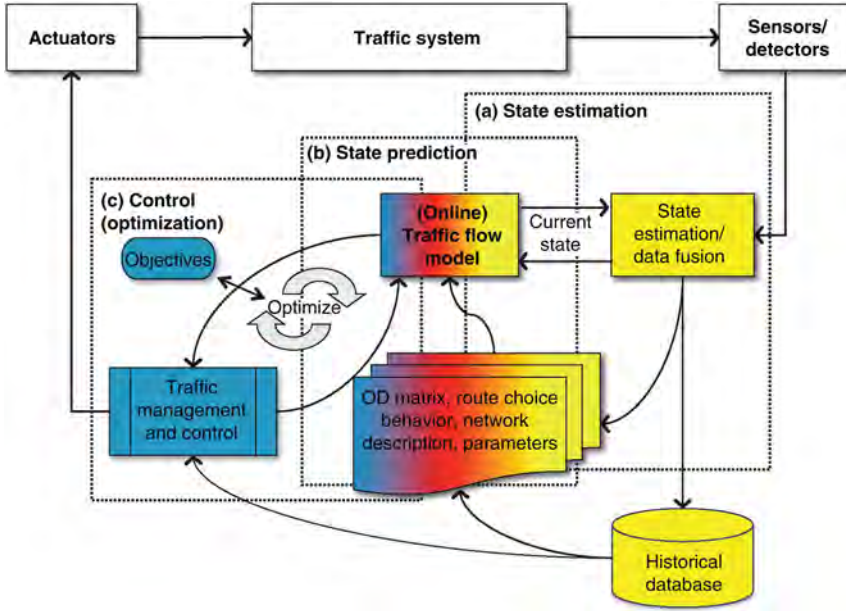 Actuators
Traffic system
Sensors/
detectors
(a) State estimation
(b) State prediction
(c) Control
(optimization)
(Online)
Traffic flow
model
Current
state
State
estimation/
data fusion
Objectives
Optimize
Traffic
management
and control
OD matrix, route choice
behavior, network
description, parameters
Historical
database